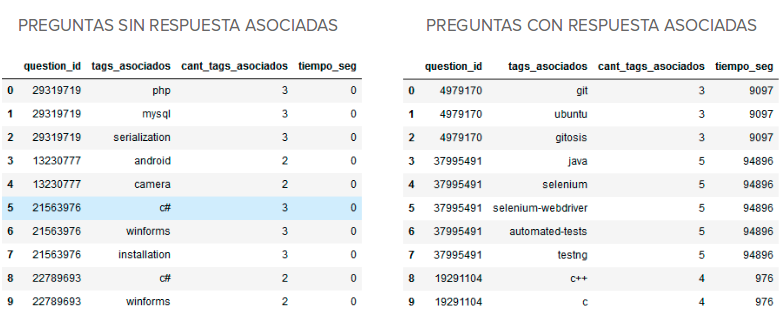 PREGUNTAS SIN RESPUESTA ASOCIADAS
question_id tags_asociados cant_tags_asociados tiempo_seg
0 29319719 php 3 0
1 29319719 mysql 3 0
2 29319719 serialization 3 0
3 13230777 android 2 0
4 13230777 camera 2 0
5 21563976 c# 3 0
6 21563976 winforms 3 0
7 21563976 installation 3 0
8 22789693 c# 2 0
9 22789693 winforms 2 0
PREGUNTAS CON RESPUESTA ASOCIADAS
question_id tags_asociados cant_tags_asociados tiempo_seg
0 4979170 git 3 9097
1 4979170 ubuntu 3 9097
2 4979170 gitosis 3 9097
3 37995491 java 5 94896
4 37995491 selenium 5 94896
5 37995491 selenium-webdriver 5 94896
6 37995491 automated-tests 5 94896
7 37995491 testng 5 94896
8 19291104 c++ 4 976
9 19291104 c 4 976